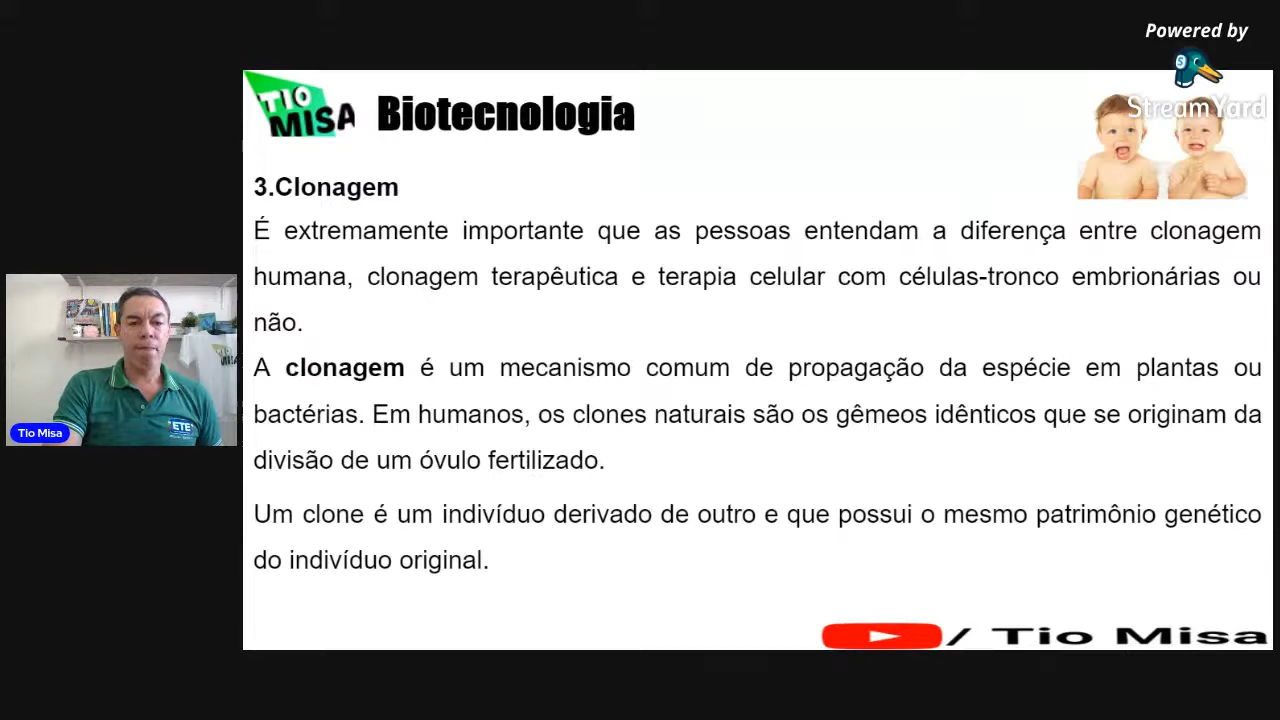 Powered by
StreamYard
TIO
MISA
Biotecnologia
3.Clonagem
É extremamente importante que as pessoas entendam a diferença entre clonagem
humana, clonagem terapêutica e terapia celular com células-tronco embrionárias ou
não.
A clonagem é um mecanismo comum de propagação da espécie em plantas ou
bactérias. Em humanos, os clones naturais são os gêmeos idênticos que se originam da
divisão de um óvulo fertilizado.
Um clone é um indivíduo derivado de outro e que possui o mesmo patrimônio genético
do indivíduo original.
ETE
Tio Misa
/ Tio Misa